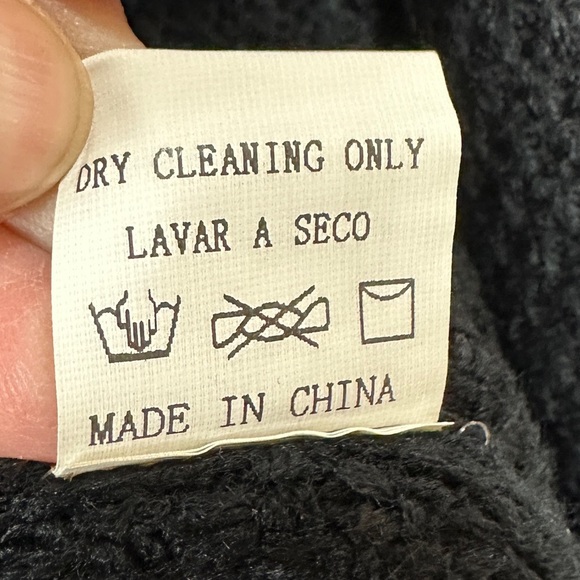 DRY CLEANING ONLY
LAVAR A SECO
MADE IN CHINA